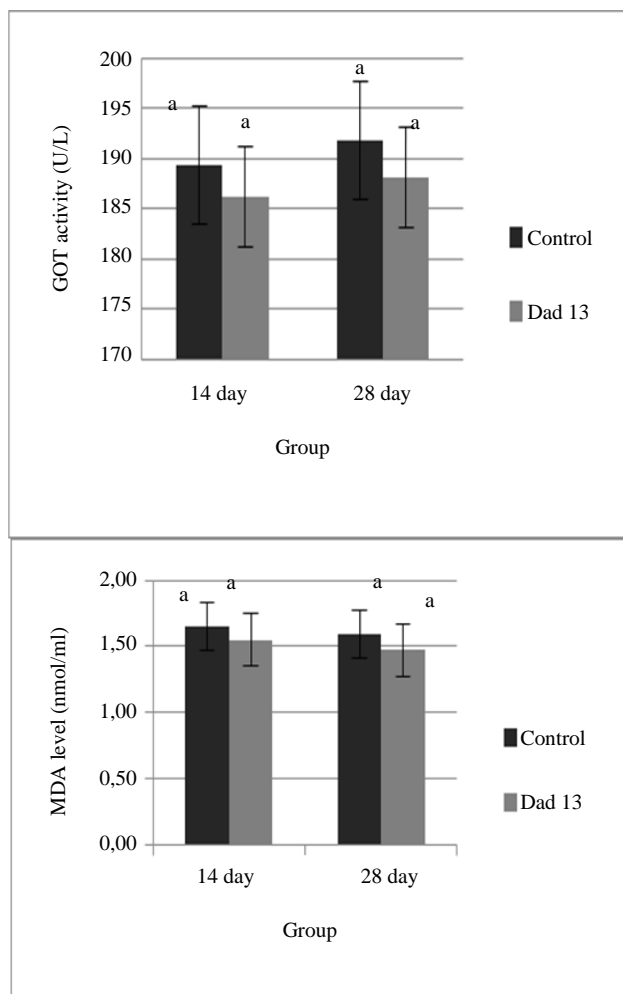 200
195
190
185
180
175
170
GOT activity (U/L)
a
a
a
a
Control
Dad 13
14 day
28 day
Group
2,00
1,50
1,00
0,50
0,00
MDA level (nmol/ml)
a
a
a
a
Control
Dad 13
14 day
28 day
Group